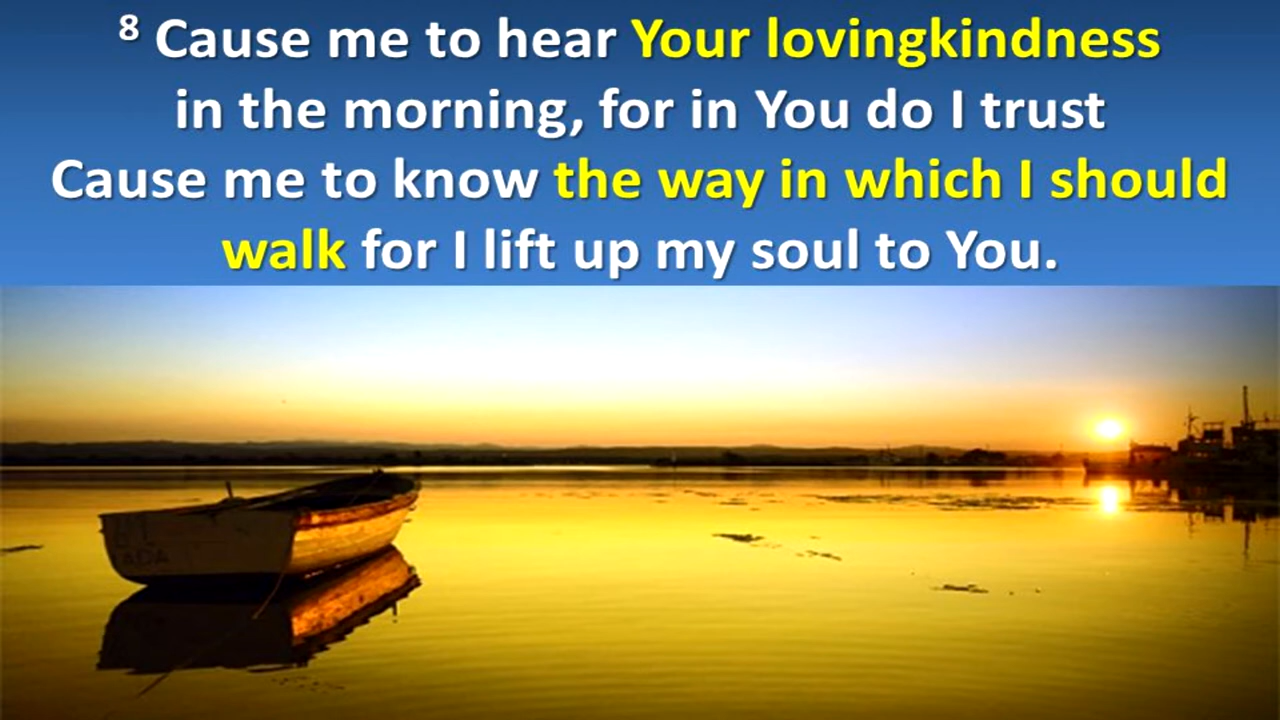 8 Cause me to hear Your lovingkindness
in the morning, for in You do I trust
Cause me to know the way in which I should
walk for I lift up my soul to You.